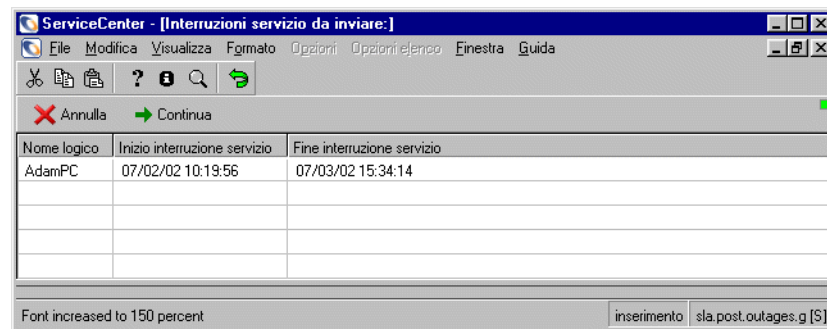 ServiceCenter - [Interruzioni servizio da inviare:]
File Modifica Visualizza Formato Opzioni Opzioni elenco Finestra Guida
Annulla Continua
Nome logico Inizio interruzione servizio Fine interruzione servizio
AdamPC 07/02/02 10:19:56 07/03/02 15:34:14
Font increased to 150 percent inserimento sla.post.outages.g [S]